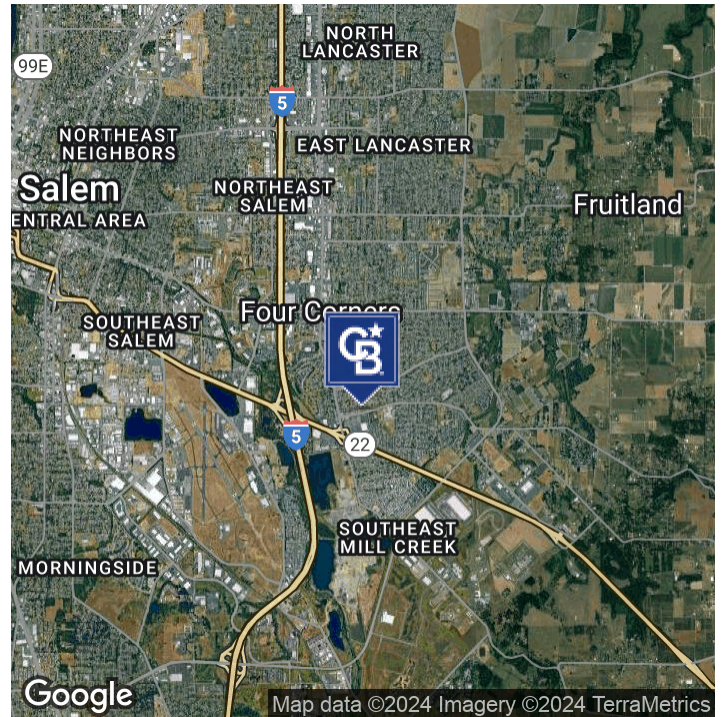 NORTH
LANCASTER
99E
5
NORTHEAST
NEIGHBORS
EAST LANCASTER
Salem
NORTHEAST
SALEM
ENTRAL AREA
Fruitland
Four Corners
SOUTHEAST
SALEM
CB
5
22
SOUTHEAST
MILL CREEK
MORNINGSIDE
Google
Map data ©2024 Imagery ©2024 TerraMetrics